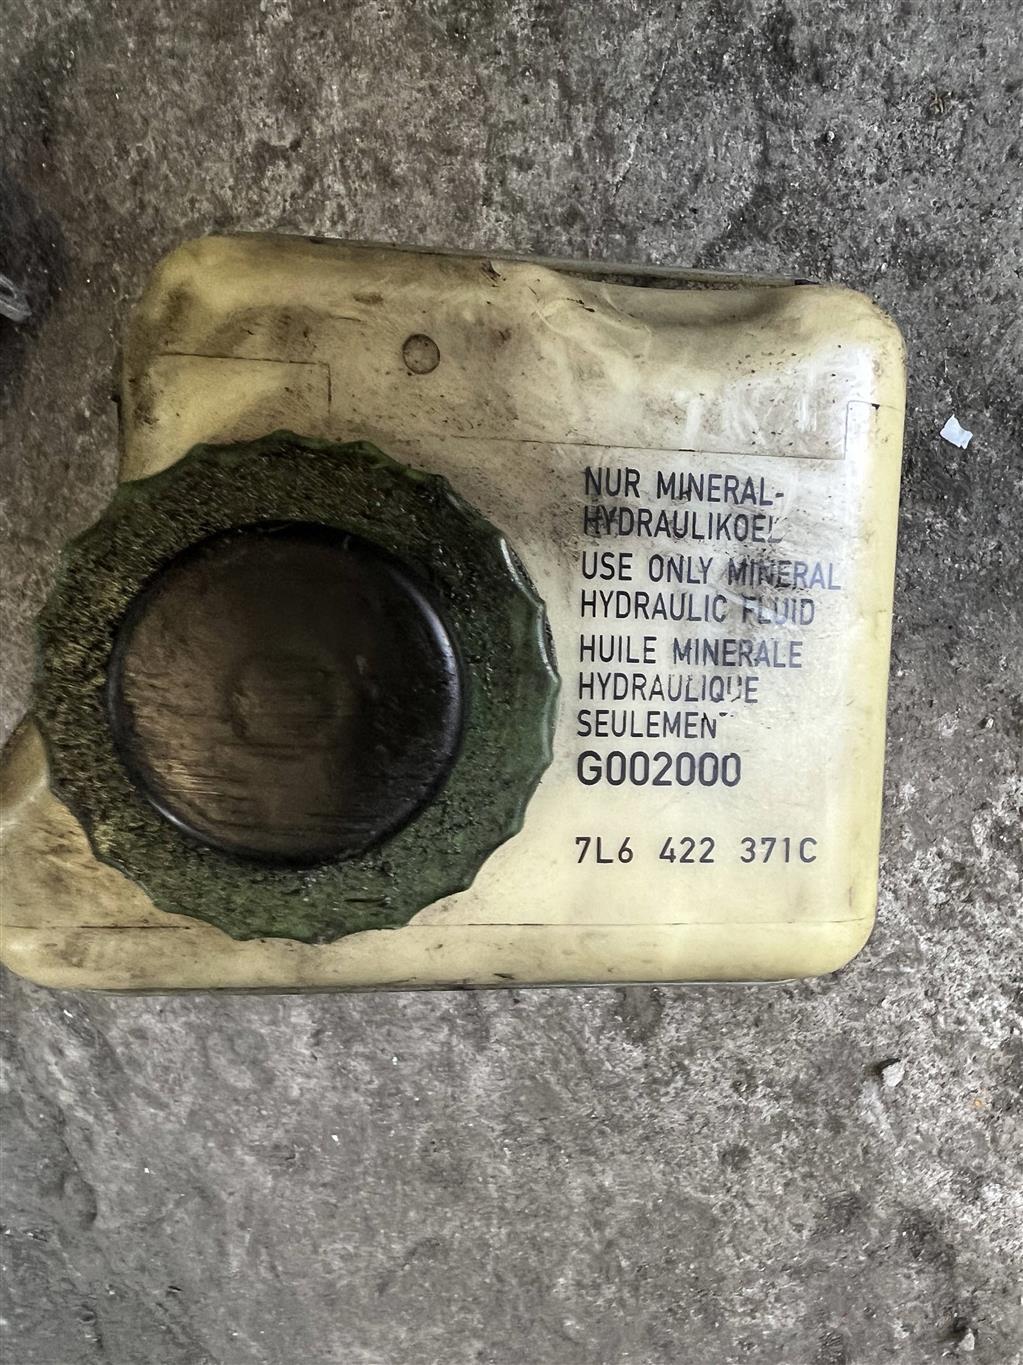 NUR MINERAL-
HYDRAULIKOEL
USE ONLY MINERAL
HYDRAULIC FLUID
HUILE MINERALE
HYDRAULIQUE
SEULEMENT
G002000
7L6 422 371C